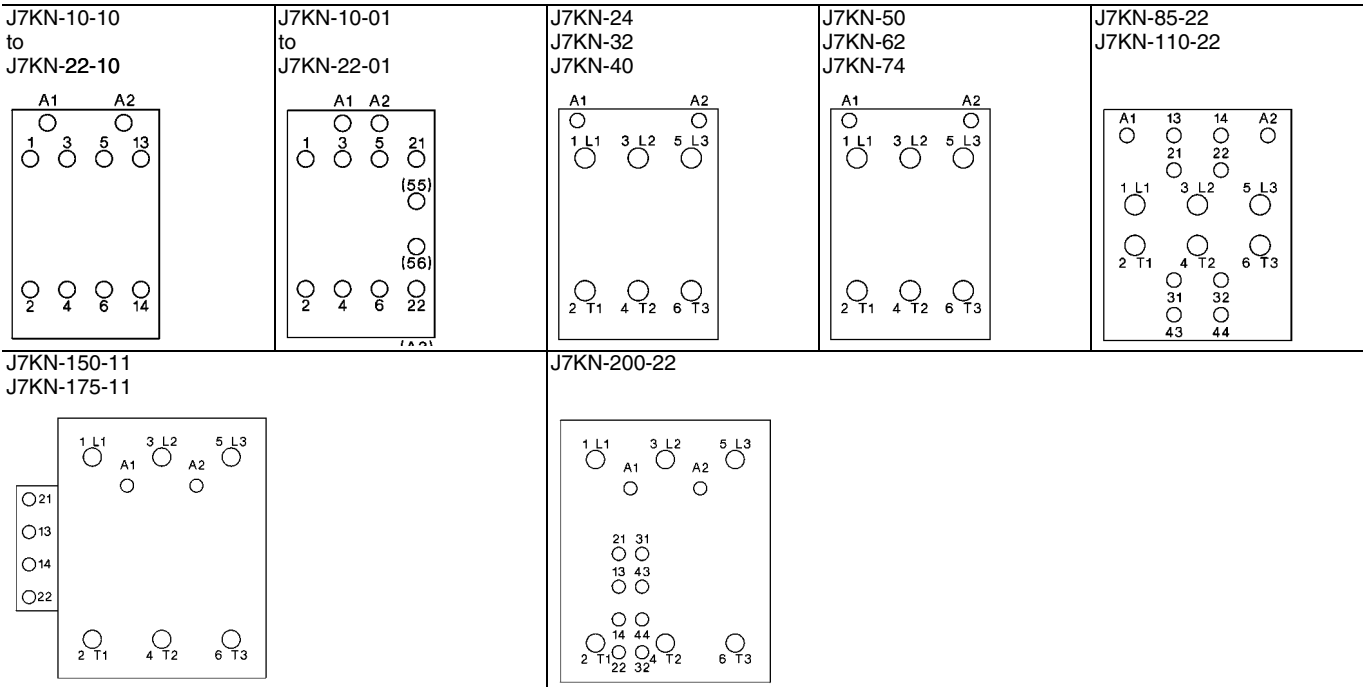 J7KN-10-10
to
J7KN-22-10
A1 A2
1 3 5 13
2 4 6 14
J7KN-10-01
to
J7KN-22-01
A1 A2
1 3 5 21
(55)
(56)
2 4 6 22
(A2)
J7KN-24
J7KN-32
J7KN-40
A1 A2
1 L1 3 L2 5 L3
2 T1 4 T2 6 T3
J7KN-50
J7KN-62
J7KN-74
A1 A2
1 L1 3 L2 5 L3
2 T1 4 T2 6 T3
J7KN-85-22
J7KN-110-22
A1 13 14 A2
21 22
1 L1 3 L2 5 L3
2 T1 4 T2 6 T3
31 32
43 44
J7KN-150-11
J7KN-175-11
1 L1 3 L2 5 L3
A1 A2
21
13
14
22
2 T1 4 T2 6 T3
J7KN-200-22
1 L1 3 L2 5 L3
A1 A2
21 31
13 43
14 44
2 T1 4 T2 6 T3
22 32